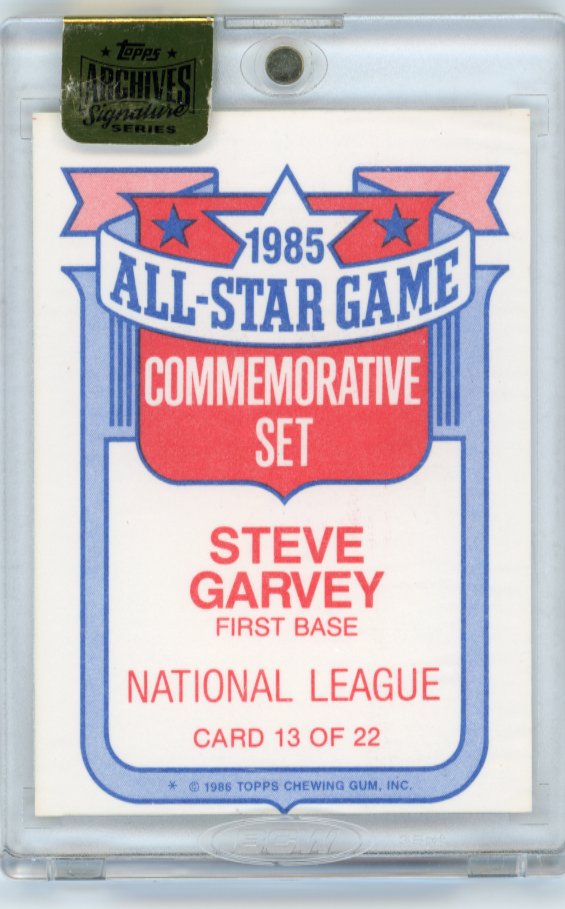 ★ Topps ★
ARCHIVES
Signature
SERIES
1985
ALL-STAR GAME
COMMEMORATIVE
SET
STEVE
GARVEY
FIRST BASE
NATIONAL LEAGUE
CARD 13 OF 22
* © 1986 TOPPS CHEWING GUM, INC.
BCW